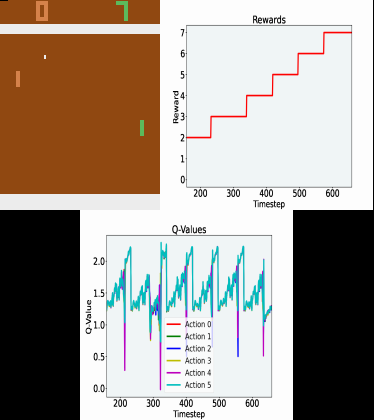 0 7
Rewards
7
6
5
4
3
2
1
0
Reward
200 300 400 500 600
Timestep
Q-Values
2.0
1.5
1.0
0.5
0.0
Q-Value
Action 0
Action 1
Action 2
Action 3
Action 4
Action 5
200 300 400 500 600
Timestep